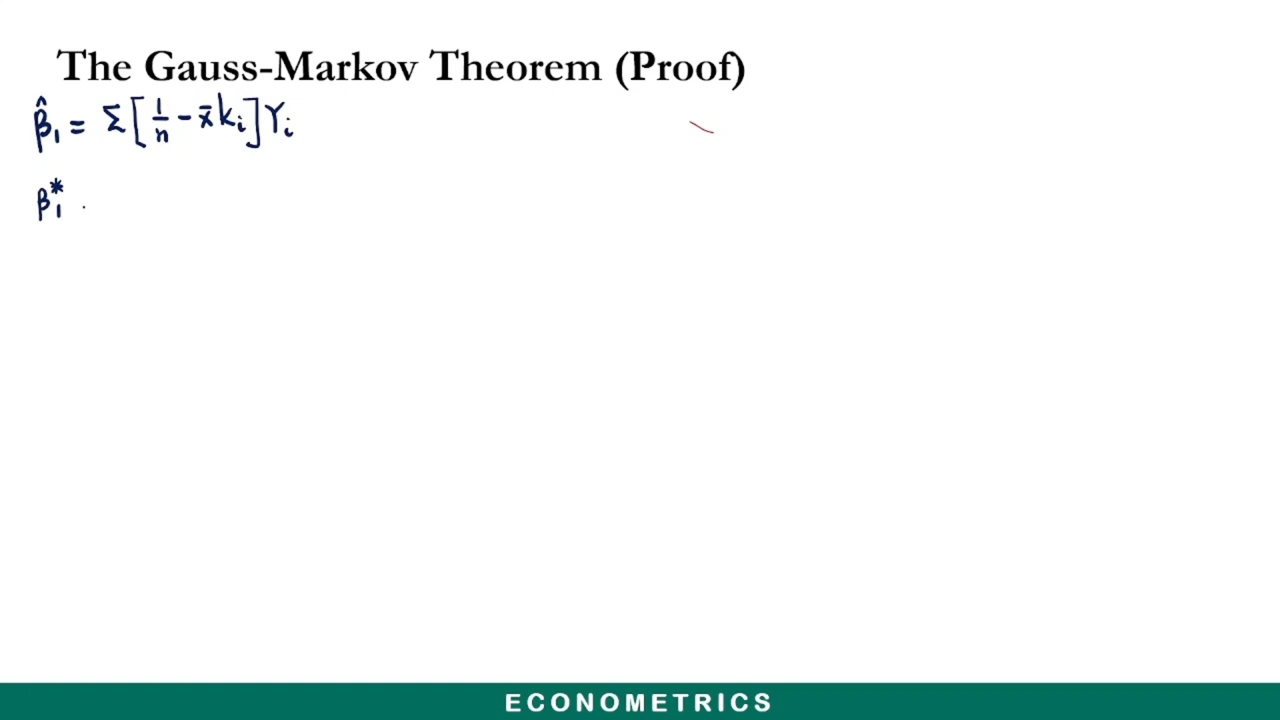 The Gauss-Markov Theorem (Proof)
β̂₁ = Σ[1/n − x̄kᵢ]Yᵢ
β₁*
ECONOMETRICS